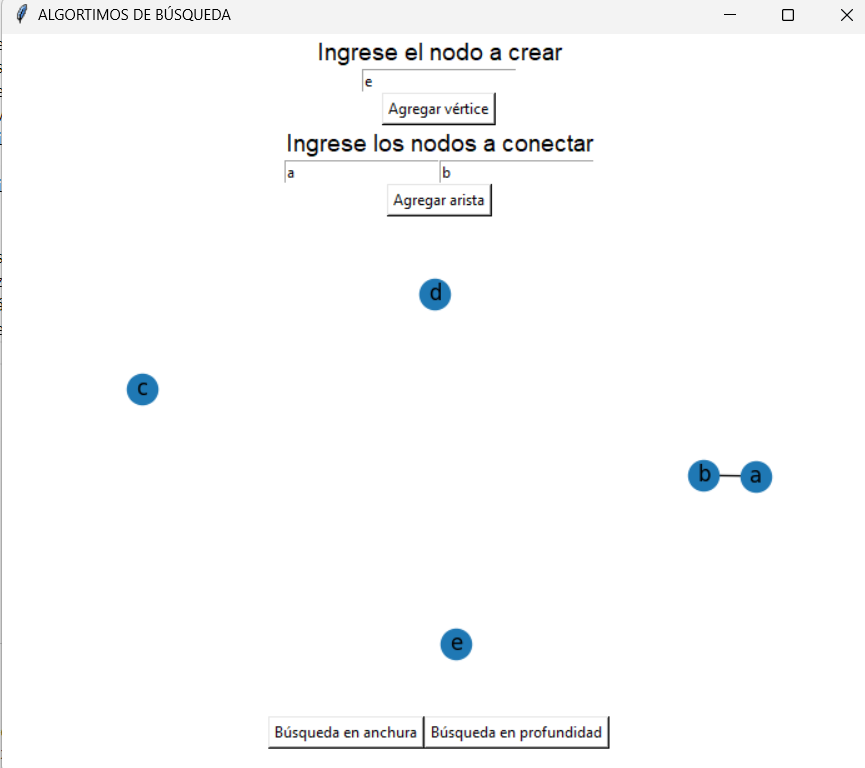 ALGORTIMOS DE BÚSQUEDA
Ingrese el nodo a crear
e
Agregar vértice
Ingrese los nodos a conectar
a b
Agregar arista
d
c
b a
e
Búsqueda en anchura Búsqueda en profundidad